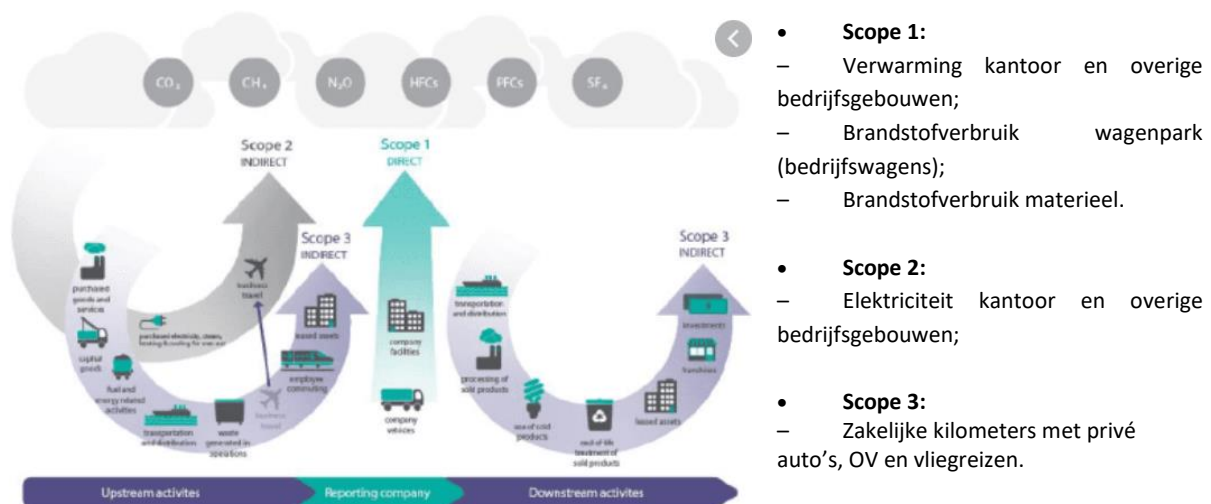 CO₂
CH₄
N₂O
HFCs
PFCs
SF₆
Scope 2
INDIRECT
Scope 1
DIRECT
Scope 3
INDIRECT
Scope 3
INDIRECT
purchased
goods and
services
capital
goods
fuel and
energy related
activities
transportation
and distribution
waste
generated in
operations
purchased electricity, steam,
heating & cooling for own use
business
travel
business
travel
employee
commuting
leased assets
company
facilities
company
vehicles
transportation
and distribution
processing of
sold products
use of sold
products
end-of-life
treatment of
sold products
leased assets
franchises
investments
Upstream activites
Reporting company
Downstream activites
• Scope 1:
– Verwarming kantoor en overige
bedrijfsgebouwen;
– Brandstofverbruik wagenpark
(bedrijfswagens);
– Brandstofverbruik materieel.
• Scope 2:
– Elektriciteit kantoor en overige
bedrijfsgebouwen;
• Scope 3:
– Zakelijke kilometers met privé
auto’s, OV en vliegreizen.